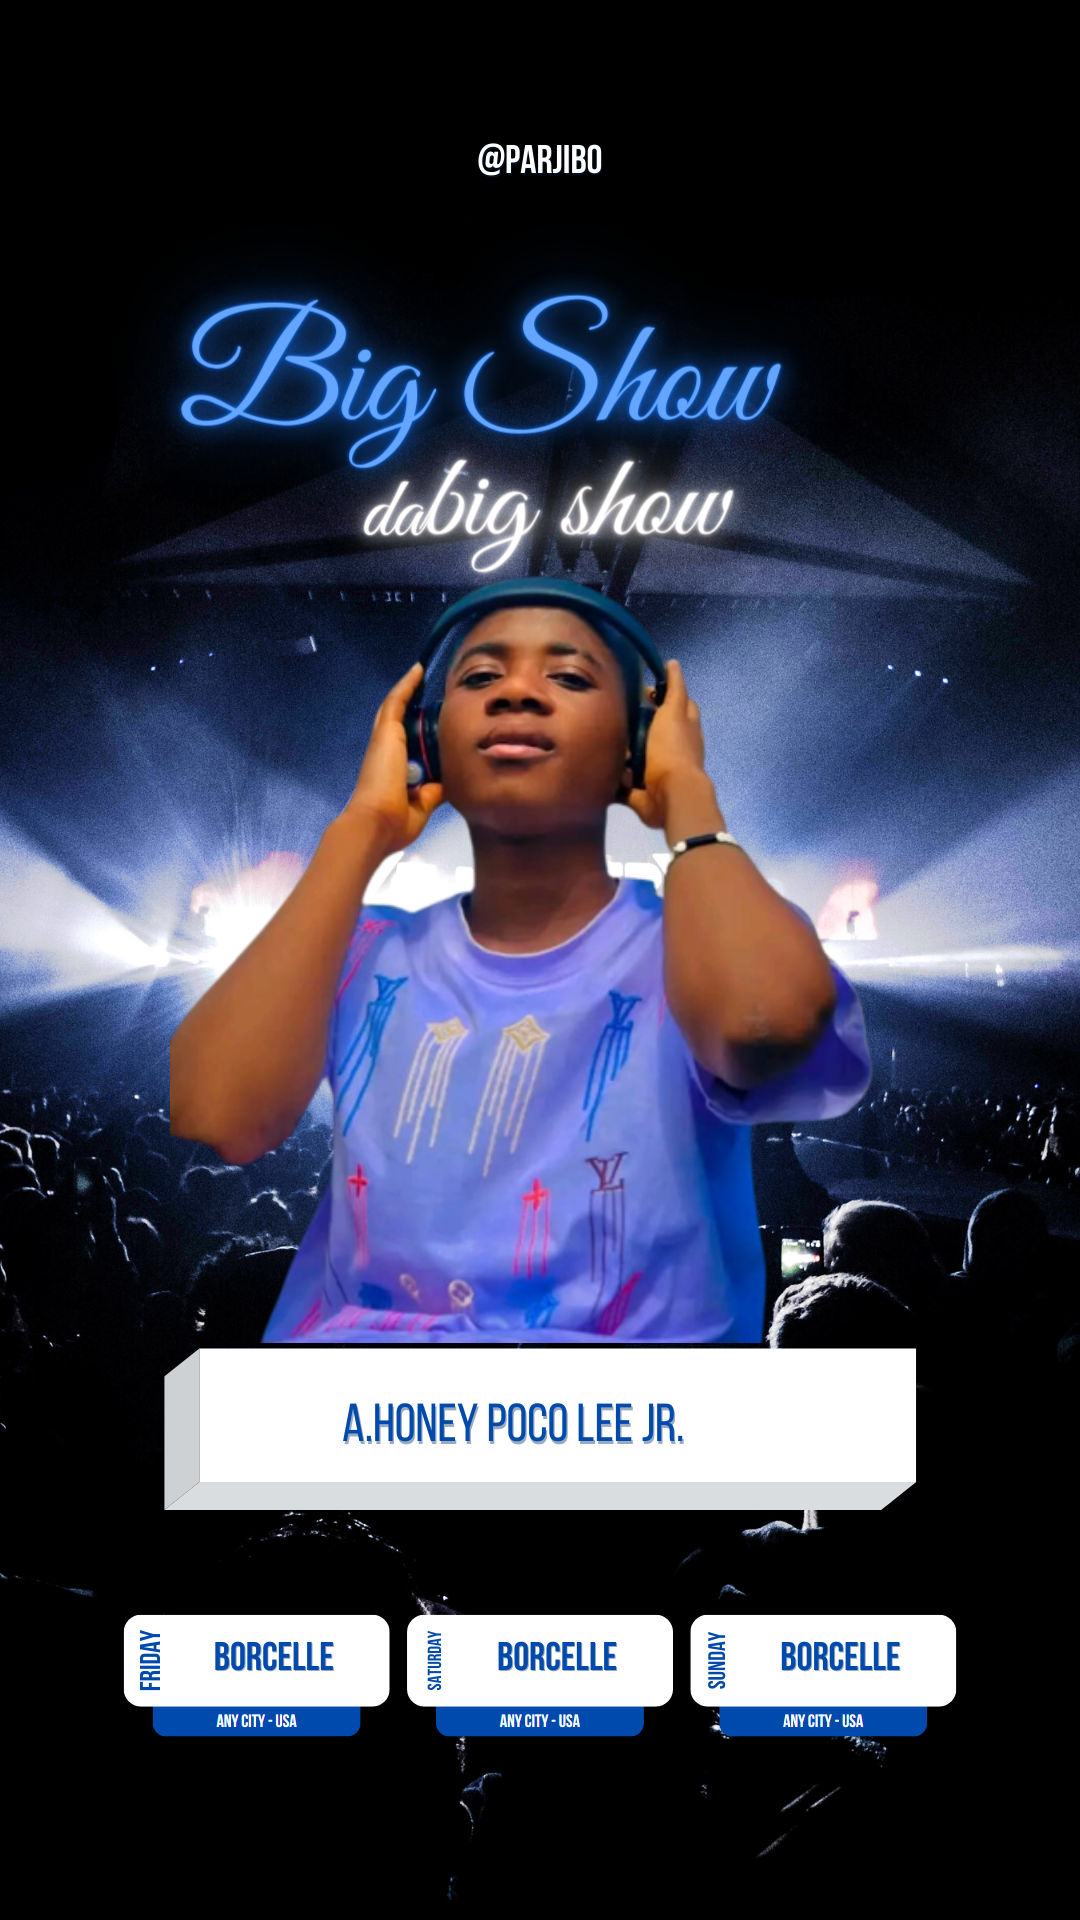 @PARJIBO
Big Show
dabig show
A.HONEY POCO LEE JR.
FRIDAY
BORCELLE
ANY CITY - USA
SATURDAY
BORCELLE
ANY CITY - USA
SUNDAY
BORCELLE
ANY CITY - USA